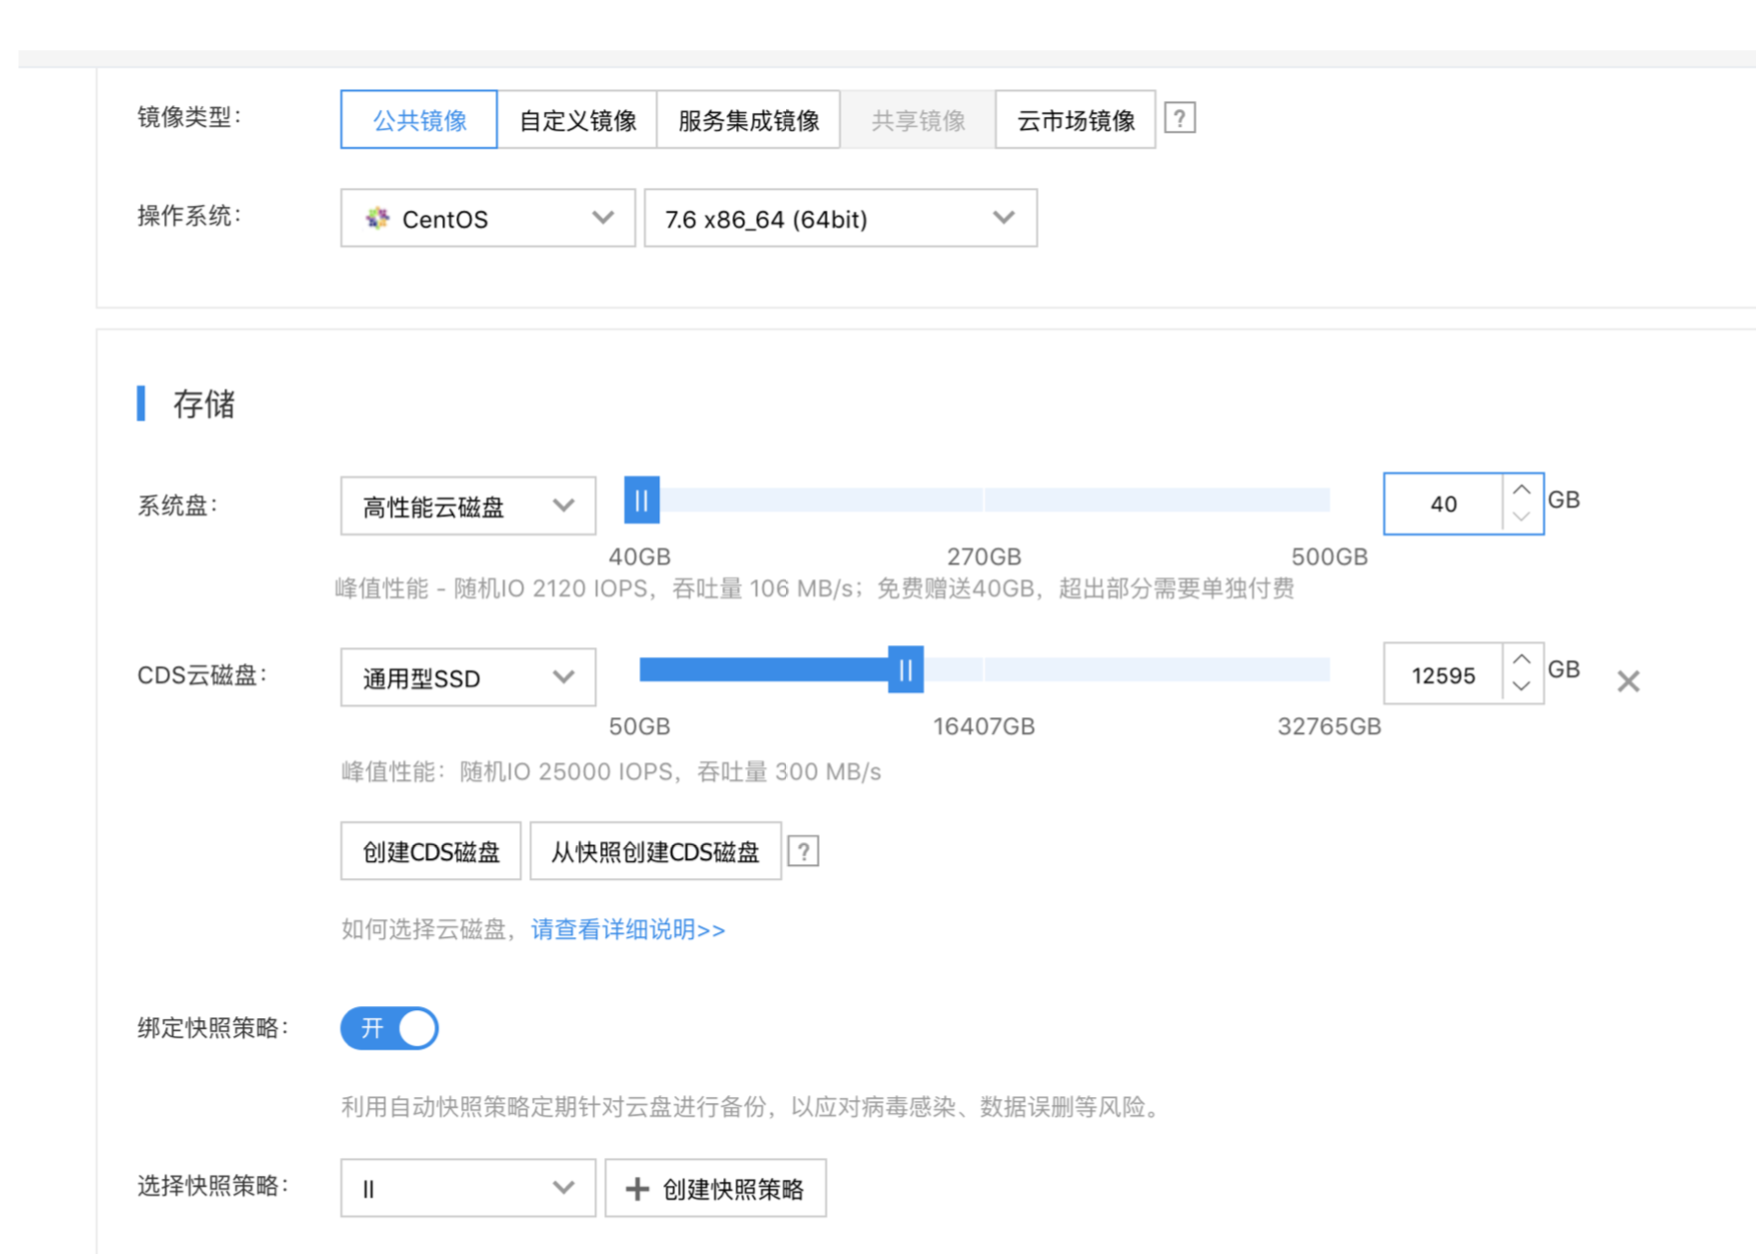 镜像类型： 公共镜像 自定义镜像 服务集成镜像 共享镜像 云市场镜像 ?
操作系统： CentOS 7.6 x86_64 (64bit)
存储
系统盘： 高性能云磁盘 40 GB
40GB 270GB 500GB
峰值性能 - 随机IO 2120 IOPS，吞吐量 106 MB/s；免费赠送40GB，超出部分需要单独付费
CDS云磁盘： 通用型SSD 12595 GB
50GB 16407GB 32765GB
峰值性能：随机IO 25000 IOPS，吞吐量 300 MB/s
创建CDS磁盘 从快照创建CDS磁盘 ?
如何选择云磁盘，请查看详细说明>>
绑定快照策略： 开
利用自动快照策略定期针对云盘进行备份，以应对病毒感染、数据误删等风险。
选择快照策略： ll 创建快照策略